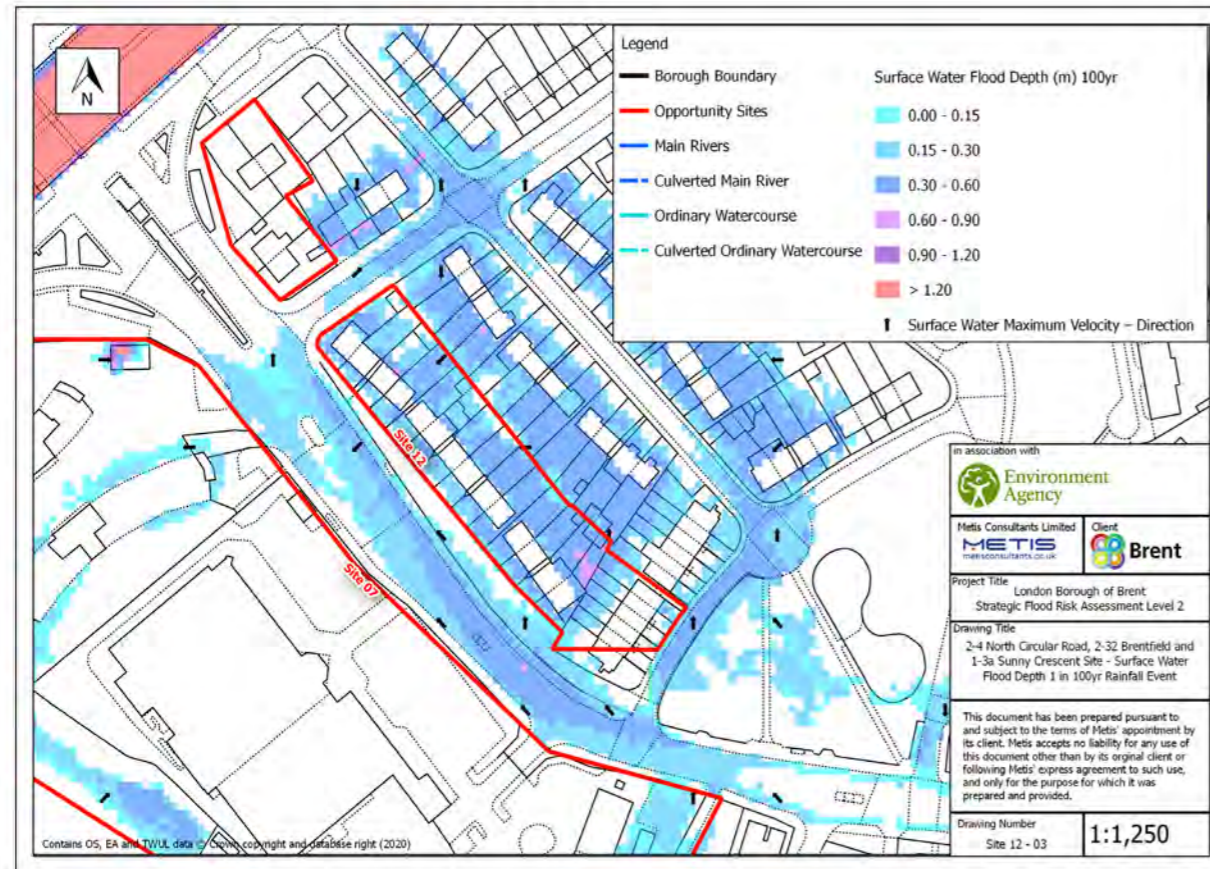 N
Legend
Borough Boundary
Opportunity Sites
Main Rivers
Culverted Main River
Ordinary Watercourse
Culverted Ordinary Watercourse
Surface Water Flood Depth (m) 100yr
0.00 - 0.15
0.15 - 0.30
0.30 - 0.60
0.60 - 0.90
0.90 - 1.20
> 1.20
Surface Water Maximum Velocity – Direction
Site 12
Site 07
in association with
Environment
Agency
Metis Consultants Limited
METIS
metisconsultants.co.uk
Client
Brent
Project Title
London Borough of Brent
Strategic Flood Risk Assessment Level 2
Drawing Title
2-4 North Circular Road, 2-32 Brentfield and
1-3a Sunny Crescent Site - Surface Water
Flood Depth 1 in 100yr Rainfall Event
This document has been prepared pursuant to
and subject to the terms of Metis' appointment by
its client. Metis accepts no liability for any use of
this document other than by its orginal client or
following Metis' express agreement to such use,
and only for the purpose for which it was
prepared and provided.
Drawing Number
Site 12 - 03
1:1,250
Contains OS, EA and TWUL data © Crown copyright and database right (2020)